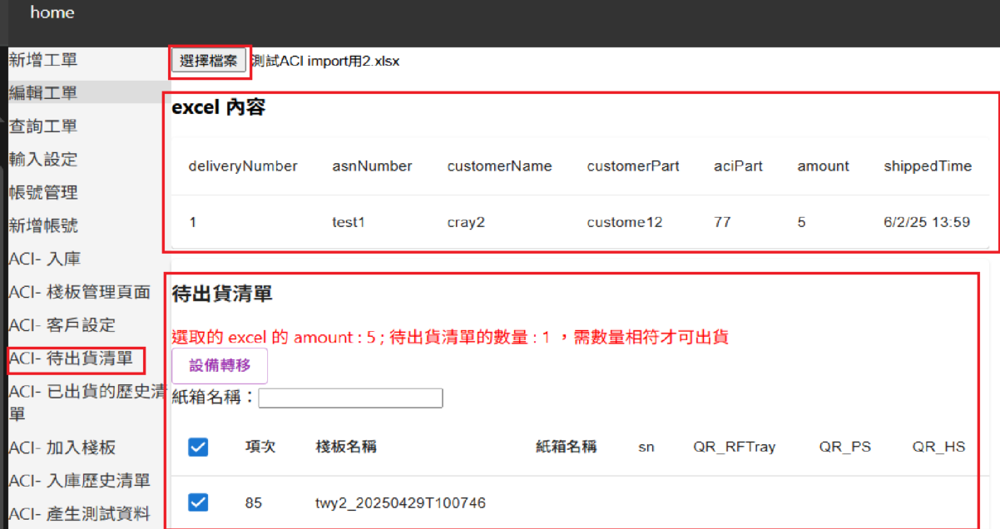 home
新增工單
編輯工單
查詢工單
輸入設定
帳號管理
新增帳號
ACI- 入庫
ACI- 棧板管理頁面
ACI- 客戶設定
ACI- 待出貨清單
ACI- 已出貨的歷史清
單
ACI- 加入棧板
ACI- 入庫歷史清單
ACI- 產生測試資料
選擇檔案 測試ACI import用2.xlsx
excel 內容
deliveryNumber asnNumber customerName customerPart aciPart amount shippedTime
1 test1 cray2 custome12 77 5 6/2/25 13:59
待出貨清單
選取的 excel 的 amount : 5 ; 待出貨清單的數量 : 1 ，需數量相符才可出貨
設備轉移
紙箱名稱：
項次 棧板名稱 紙箱名稱 sn QR_RFTray QR_PS QR_HS
85 twy2_20250429T100746